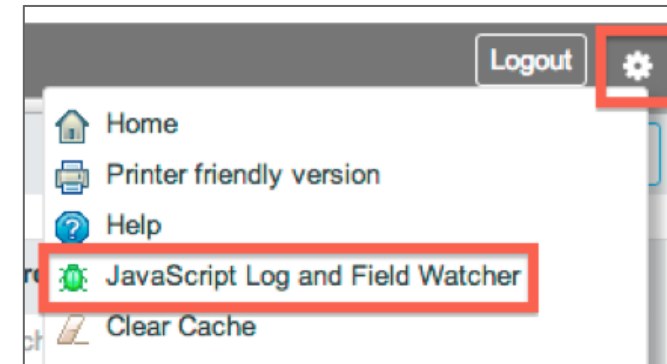 Logout
Home
Printer friendly version
Help
JavaScript Log and Field Watcher
Clear Cache